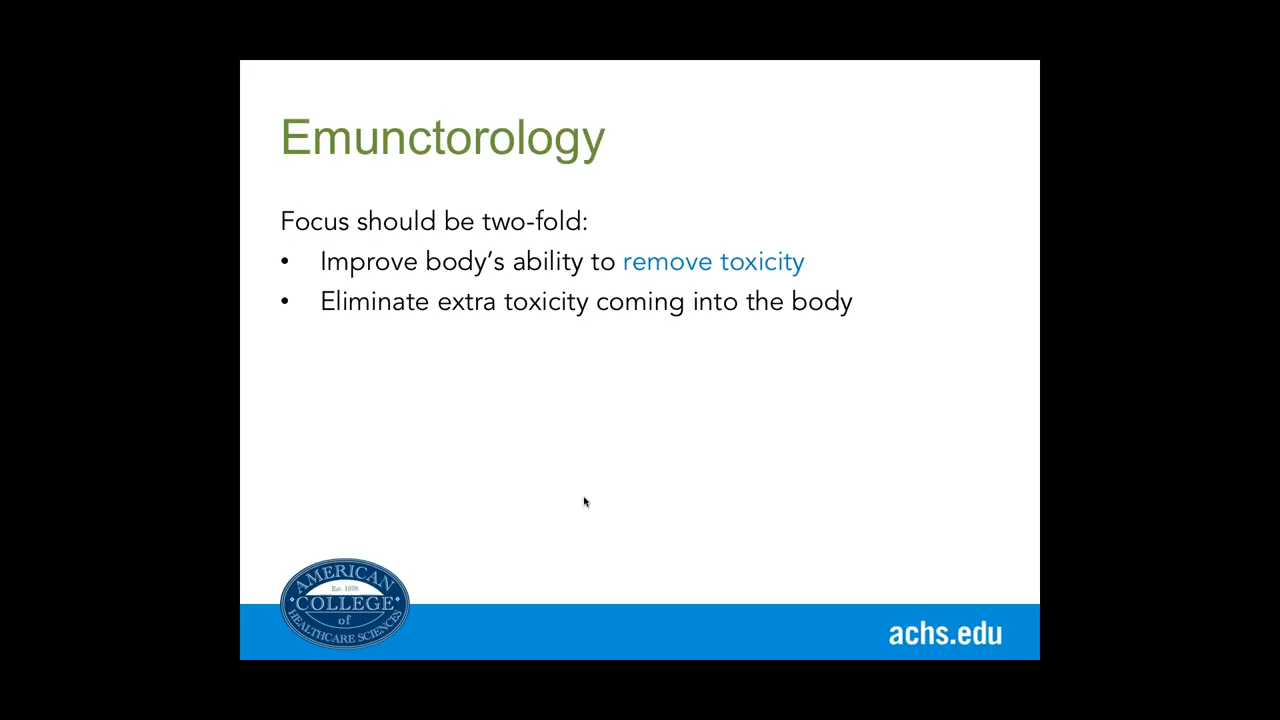 Emunctorology
Focus should be two-fold:
• Improve body's ability to remove toxicity
• Eliminate extra toxicity coming into the body
AMERICAN
Est. 1978
COLLEGE
of
HEALTHCARE SCIENCES
achs.edu